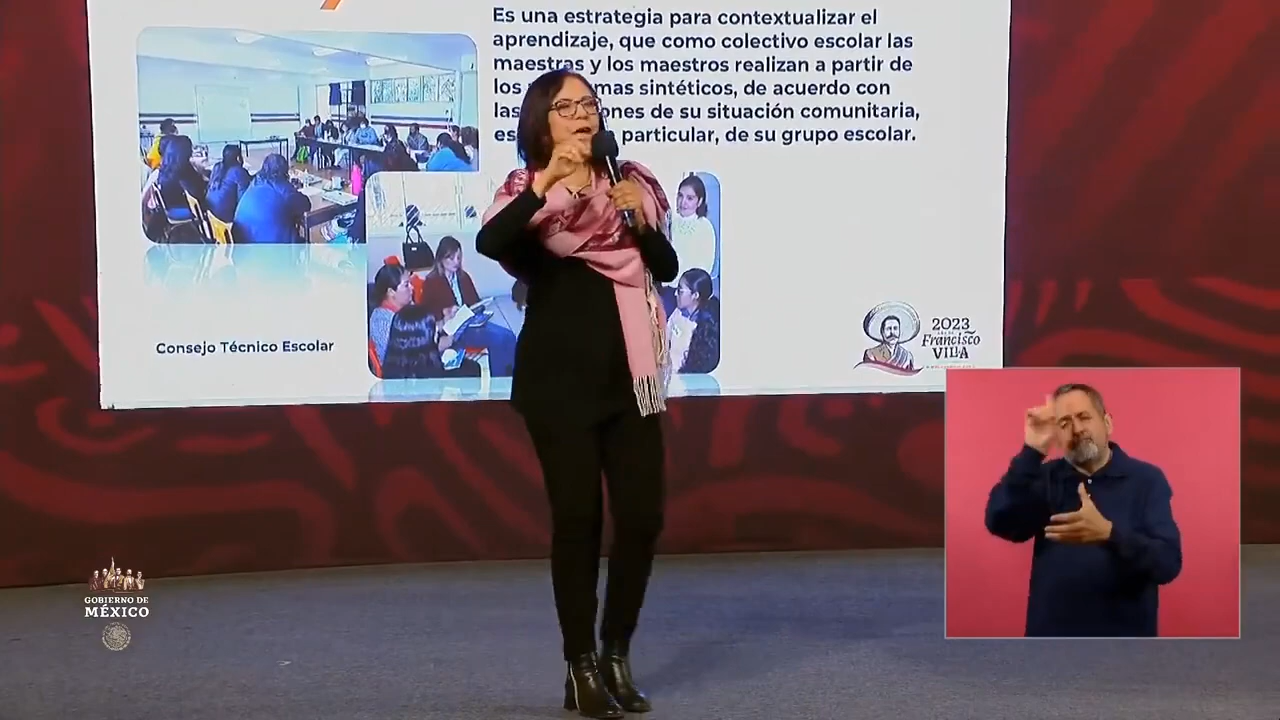 Es una estrategia para contextualizar el
aprendizaje, que como colectivo escolar las
maestras y los maestros realizan a partir de
los mas sintéticos, de acuerdo con
las ones de su situación comunitaria,
es particular, de su grupo escolar.
Consejo Técnico Escolar
2023
Francisco
VILLA
GOBIERNO DE
MÉXICO